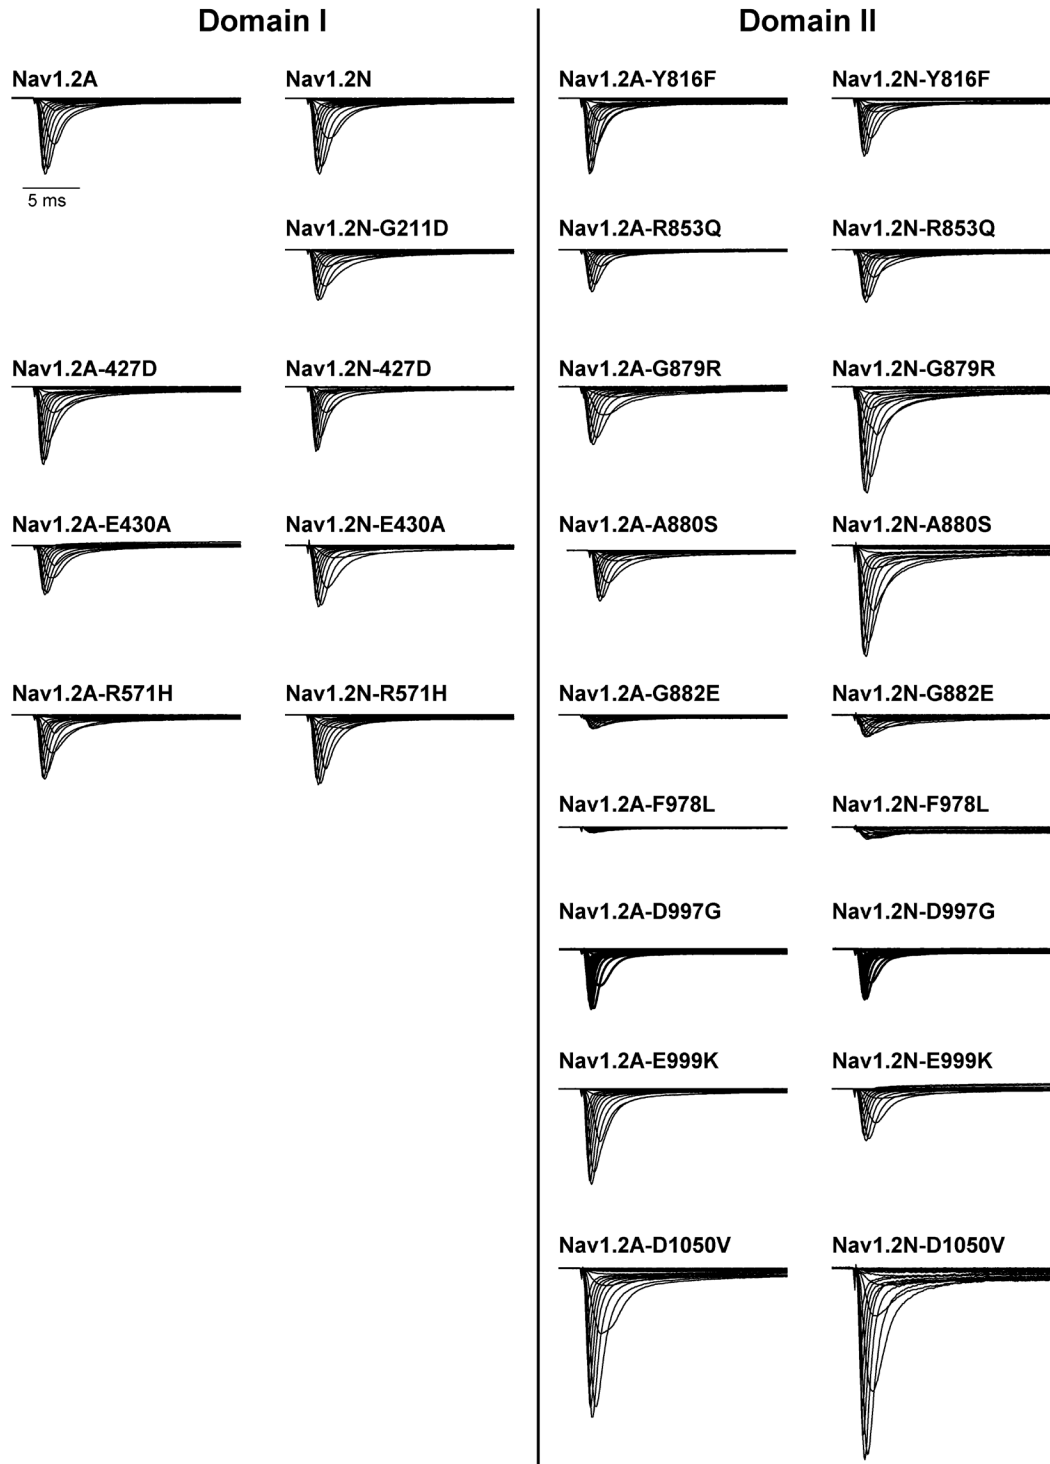 Domain I
Domain II
Nav1.2A
Nav1.2N
Nav1.2A-Y816F
Nav1.2N-Y816F
5 ms
Nav1.2N-G211D
Nav1.2A-R853Q
Nav1.2N-R853Q
Nav1.2A-427D
Nav1.2N-427D
Nav1.2A-G879R
Nav1.2N-G879R
Nav1.2A-E430A
Nav1.2N-E430A
Nav1.2A-A880S
Nav1.2N-A880S
Nav1.2A-R571H
Nav1.2N-R571H
Nav1.2A-G882E
Nav1.2N-G882E
Nav1.2A-F978L
Nav1.2N-F978L
Nav1.2A-D997G
Nav1.2N-D997G
Nav1.2A-E999K
Nav1.2N-E999K
Nav1.2A-D1050V
Nav1.2N-D1050V